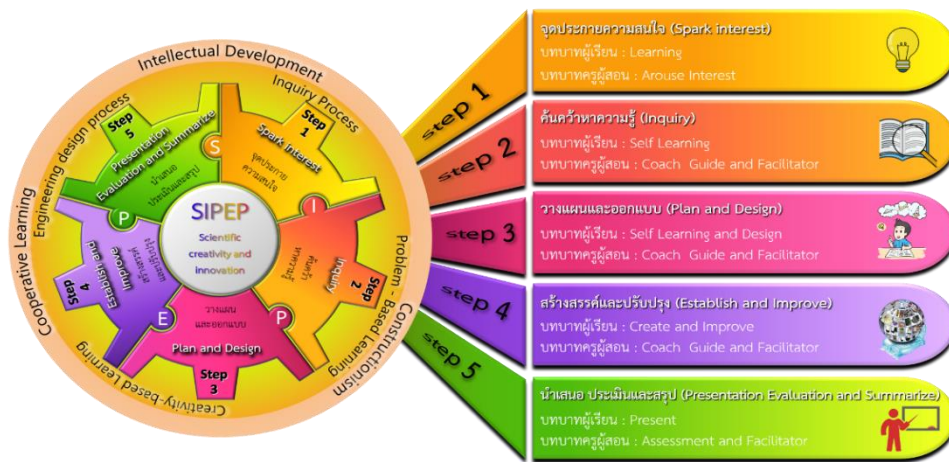 Intellectual Development
Constructionism
Cooperative Learning
Inquiry Process
Problem - Based Learning
Creativity-based Learning
Engineering design process
Step
1
Spark interest
จุดประกาย
ความสนใจ
Step
2
Inquiry
ค้นคว้า
หาความรู้
Step
3
Plan and Design
วางแผน
และออกแบบ
Step
4
Establish and
Improve
สร้างสรรค์
และปรับปรุง
Step
5
Presentation
Evaluation and Summarize
นำเสนอ
ประเมินและสรุป
S
I
P
E
P
SIPEP
Scientific
creativity and
innovation
step 1
จุดประกายความสนใจ (Spark interest)
บทบาทผู้เรียน : Learning
บทบาทครูผู้สอน : Arouse Interest
step 2
ค้นคว้าหาความรู้ (Inquiry)
บทบาทผู้เรียน : Self Learning
บทบาทครูผู้สอน : Coach Guide and Facilitator
step 3
วางแผนและออกแบบ (Plan and Design)
บทบาทผู้เรียน : Self Learning and Design
บทบาทครูผู้สอน : Coach Guide and Facilitator
step 4
สร้างสรรค์และปรับปรุง (Establish and Improve)
บทบาทผู้เรียน : Create and Improve
บทบาทครูผู้สอน : Coach Guide and Facilitator
step 5
นำเสนอ ประเมินและสรุป (Presentation Evaluation and Summarize)
บทบาทผู้เรียน : Present
บทบาทครูผู้สอน : Assessment and Facilitator